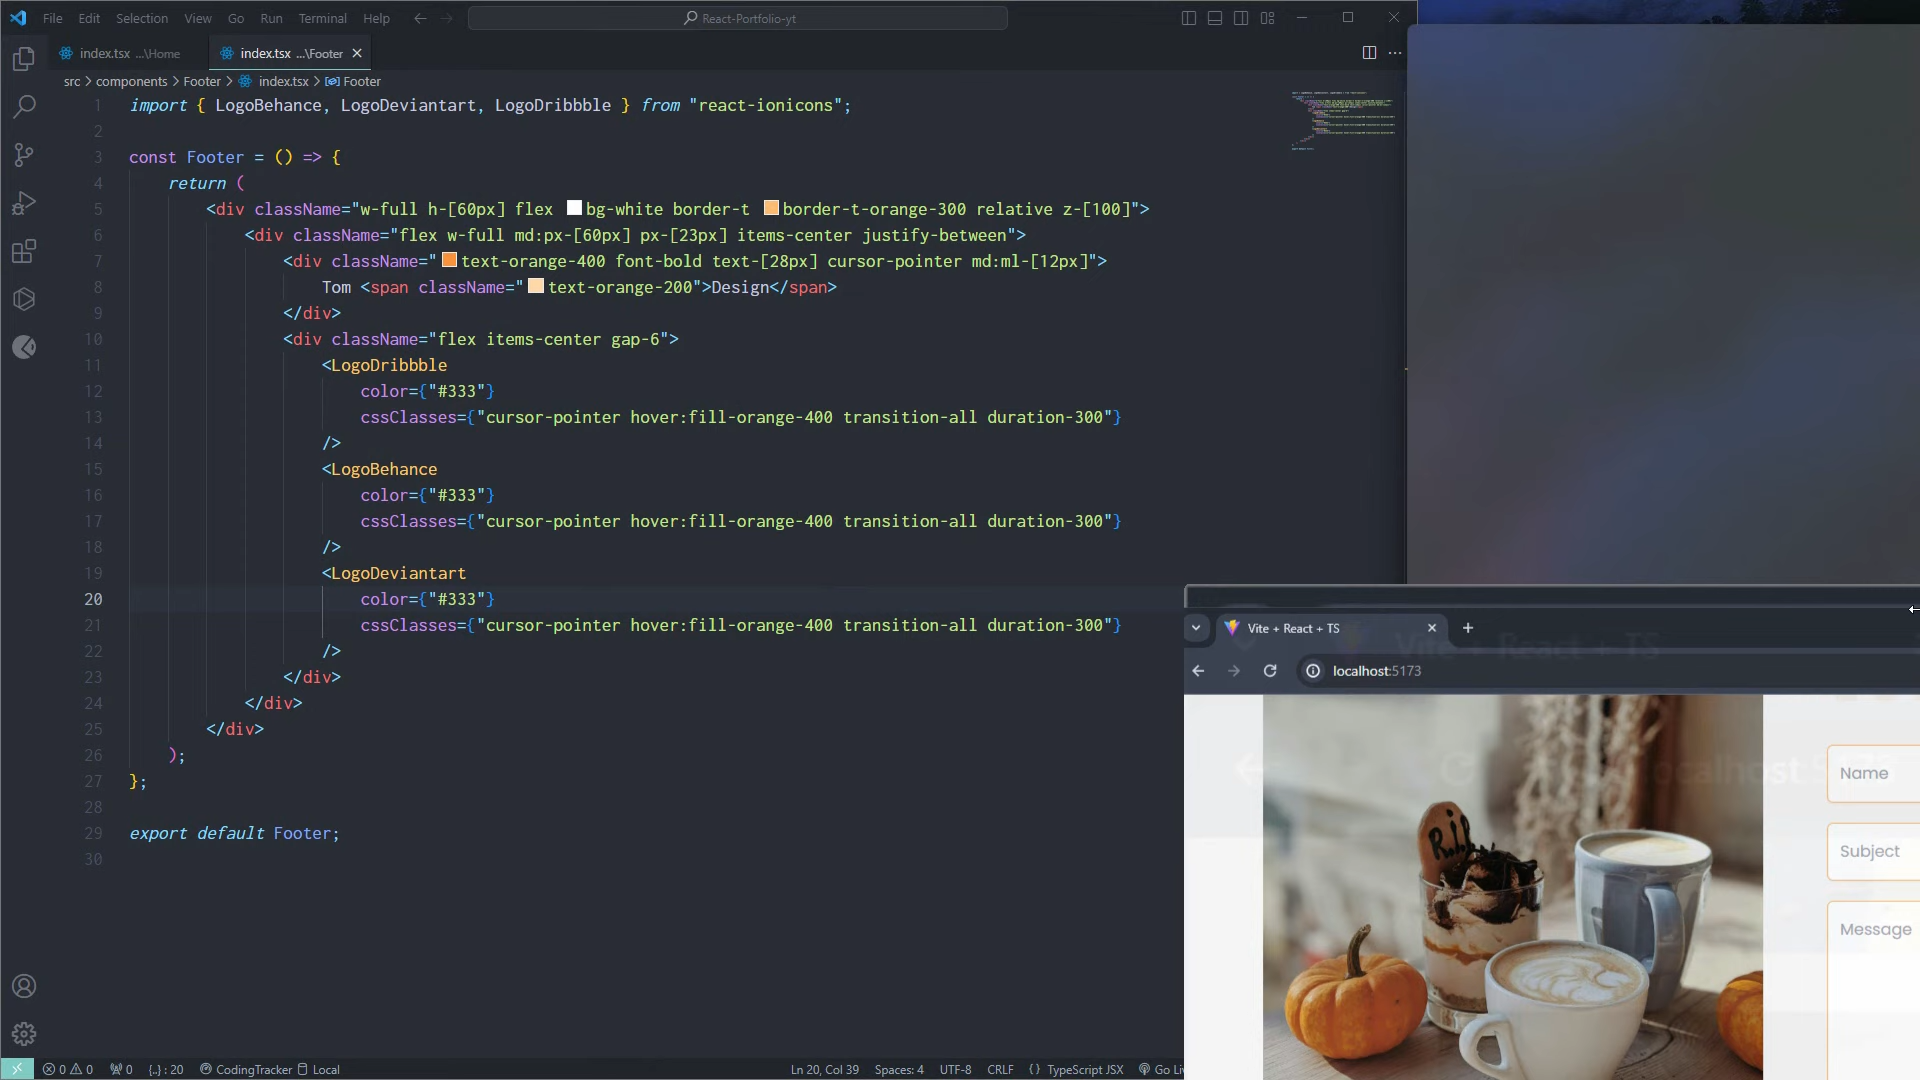 File Edit Selection View Go Run Terminal Help
React-Portfolio-yt
index.tsx ...\Home
index.tsx ...\Footer
src > components > Footer > index.tsx > Footer
1 import { LogoBehance, LogoDeviantart, LogoDribbble } from "react-ionicons";
2
3 const Footer = () => {
4 return (
5 <div className="w-full h-[60px] flex bg-white border-t border-t-orange-300 relative z-[100]">
6 <div className="flex w-full md:px-[60px] px-[23px] items-center justify-between">
7 <div className="text-orange-400 font-bold text-[28px] cursor-pointer md:ml-[12px]">
8 Tom <span className="text-orange-200">Design</span>
9 </div>
10 <div className="flex items-center gap-6">
11 <LogoDribbble
12 color={"#333"}
13 cssClasses={"cursor-pointer hover:fill-orange-400 transition-all duration-300"}
14 />
15 <LogoBehance
16 color={"#333"}
17 cssClasses={"cursor-pointer hover:fill-orange-400 transition-all duration-300"}
18 />
19 <LogoDeviantart
20 color={"#333"}
21 cssClasses={"cursor-pointer hover:fill-orange-400 transition-all duration-300"}
22 />
23 </div>
24 </div>
25 </div>
26 );
27 };
28
29 export default Footer;
30
Vite + React + TS
Vite + React + TS
localhost:5173
localhost:517
Name
Subject
Message
R.I.P.
0 0 0 {..} : 20 CodingTracker Local
Ln 20, Col 39 Spaces: 4 UTF-8 CRLF {} TypeScript JSX Go Li